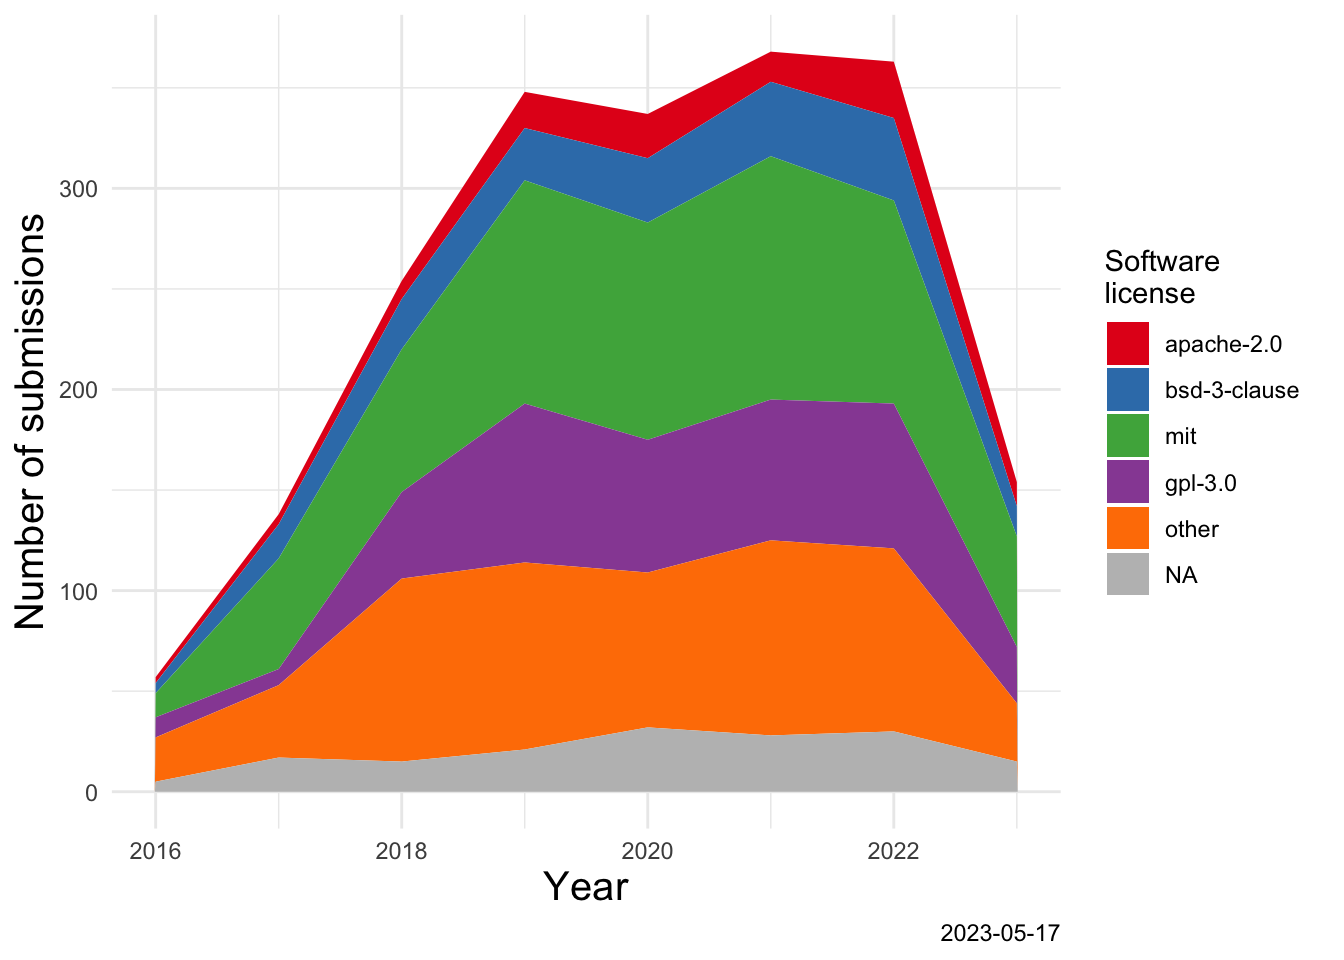 Number of submissions
300
200
100
0
2016
2018
2020
2022
Year
2023-05-17
Software
license
apache-2.0
bsd-3-clause
mit
gpl-3.0
other
NA